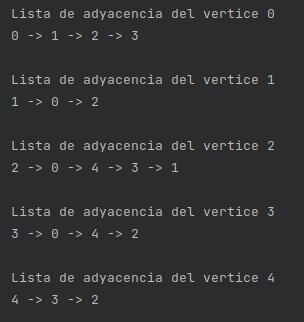 Lista de adyacencia del vertice 0
0 -> 1 -> 2 -> 3
Lista de adyacencia del vertice 1
1 -> 0 -> 2
Lista de adyacencia del vertice 2
2 -> 0 -> 4 -> 3 -> 1
Lista de adyacencia del vertice 3
3 -> 0 -> 4 -> 2
Lista de adyacencia del vertice 4
4 -> 3 -> 2